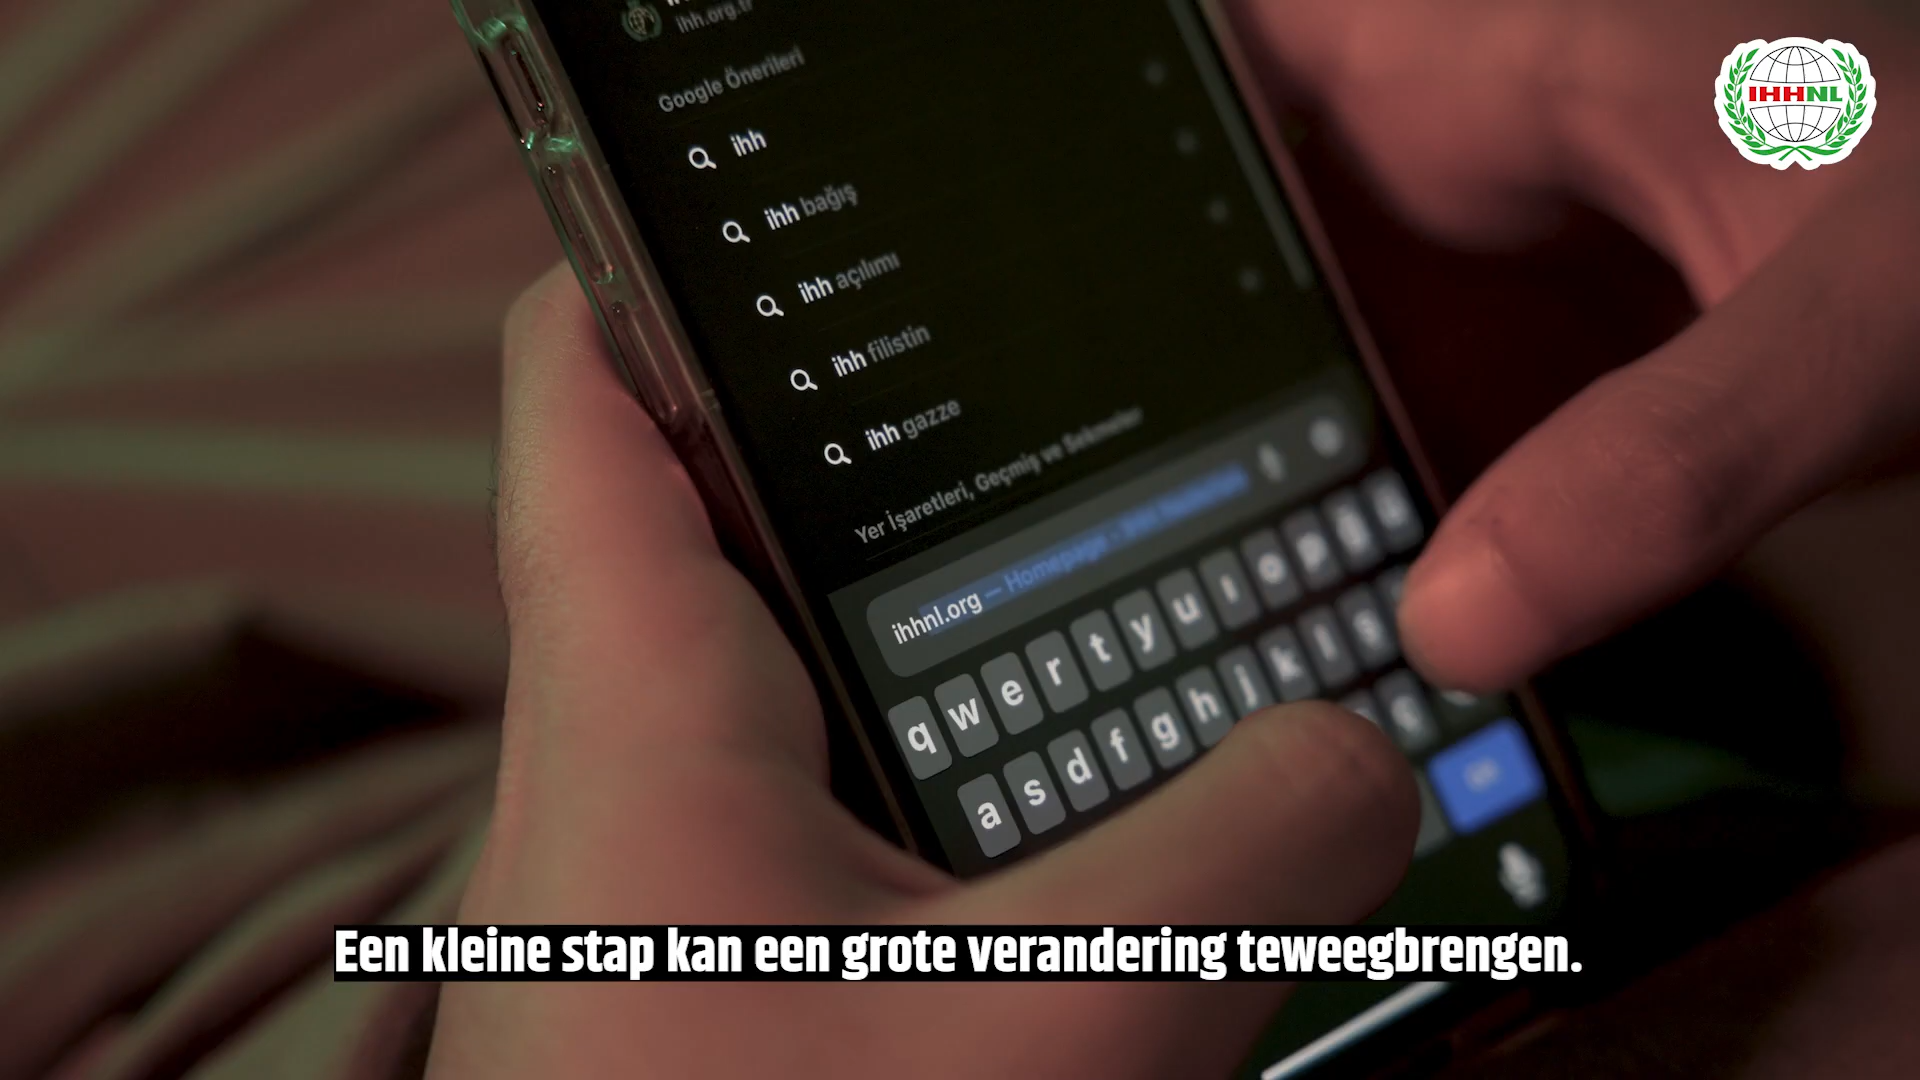 ihh.org.tr
IHHNL
Google Önerileri
ihh
ihh bağış
ihh açılımı
ihh filistin
ihh gazze
Yer İşaretleri, Geçmiş ve Sekmeler
ihhnl.org — Homepage -
q w e r t y u ı o p ğ ü
a s d f g h j k l ş
Een kleine stap kan een grote verandering teweegbrengen.